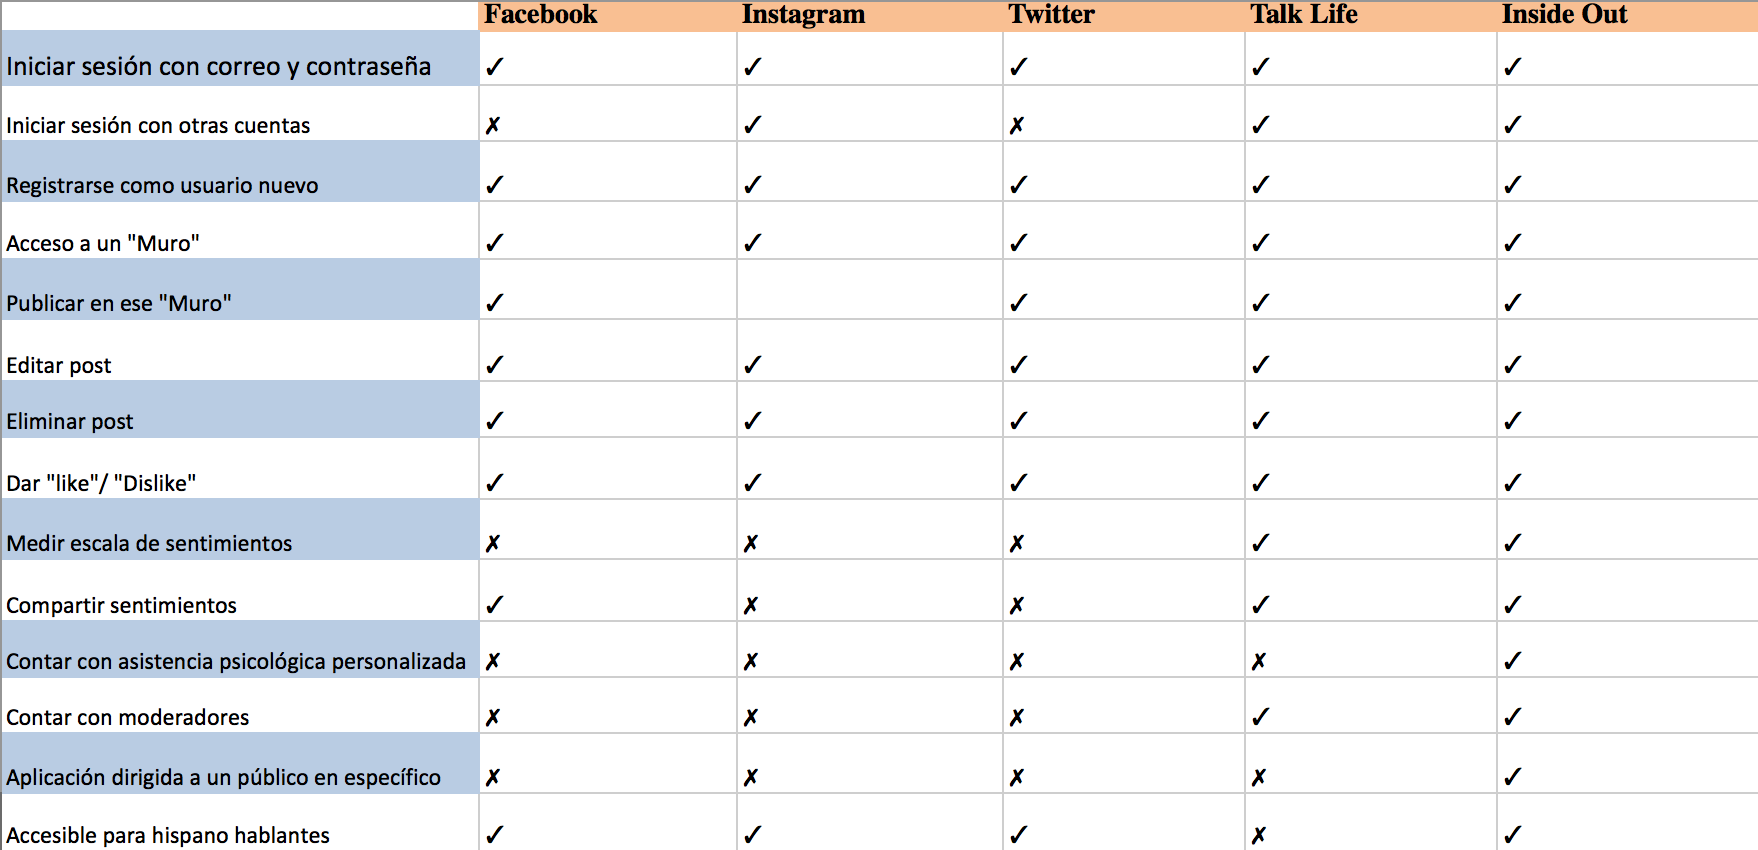 Facebook Instagram Twitter Talk Life Inside Out
Iniciar sesión con correo y contraseña ✓ ✓ ✓ ✓ ✓
Iniciar sesión con otras cuentas ✗ ✓ ✗ ✓ ✓
Registrarse como usuario nuevo ✓ ✓ ✓ ✓ ✓
Acceso a un "Muro" ✓ ✓ ✓ ✓ ✓
Publicar en ese "Muro" ✓ ✓ ✓ ✓
Editar post ✓ ✓ ✓ ✓ ✓
Eliminar post ✓ ✓ ✓ ✓ ✓
Dar "like"/ "Dislike" ✓ ✓ ✓ ✓ ✓
Medir escala de sentimientos ✗ ✗ ✗ ✓ ✓
Compartir sentimientos ✓ ✗ ✗ ✓ ✓
Contar con asistencia psicológica personalizada ✗ ✗ ✗ ✗ ✓
Contar con moderadores ✗ ✗ ✗ ✓ ✓
Aplicación dirigida a un público en específico ✗ ✗ ✗ ✗ ✓
Accesible para hispano hablantes ✓ ✓ ✓ ✗ ✓